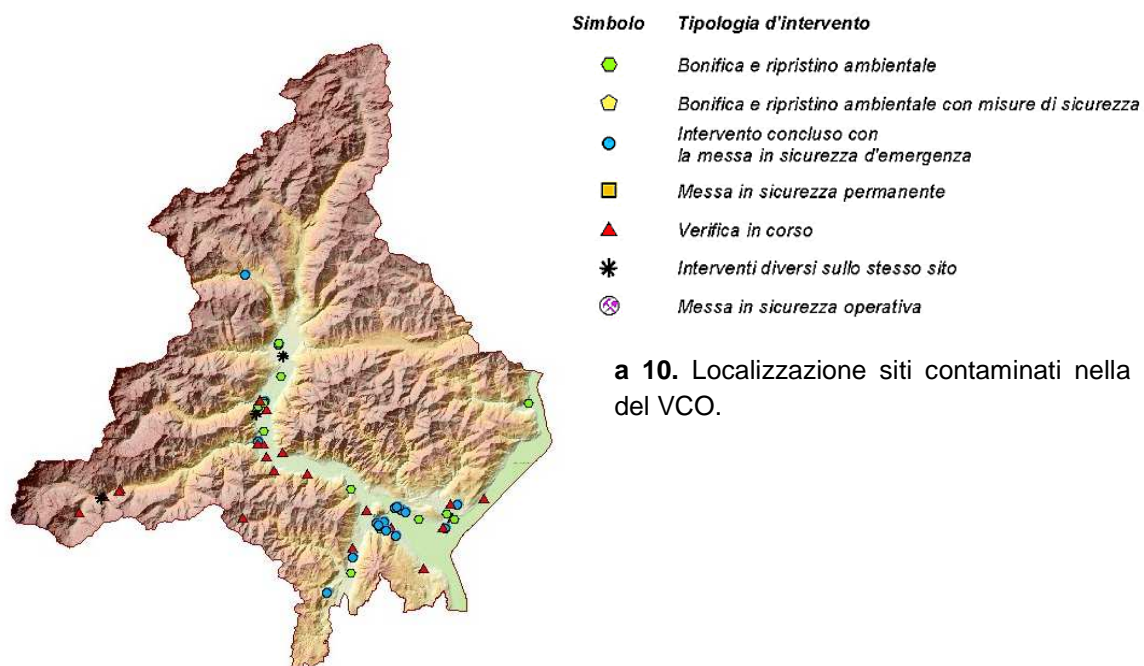 Simbolo Tipologia d'intervento
Bonifica e ripristino ambientale
Bonifica e ripristino ambientale con misure di sicurezza
Intervento concluso con
la messa in sicurezza d'emergenza
Messa in sicurezza permanente
Verifica in corso
Interventi diversi sullo stesso sito
Messa in sicurezza operativa
a 10. Localizzazione siti contaminati nella
del VCO.